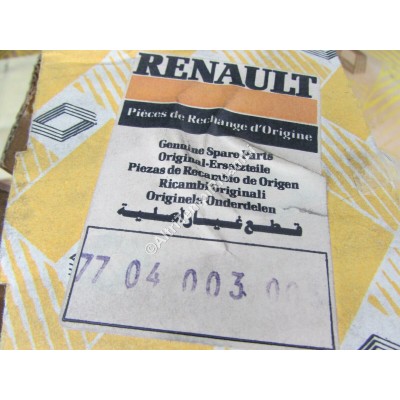 RENAULT
Pièces de Rechange d'Origine
Genuine Spare Parts
Original-Ersatzteile
Piezas de Recambio de Origen
Ricambi Originali
Originele Onderdelen
قطع غيار أصلية
77 04 003